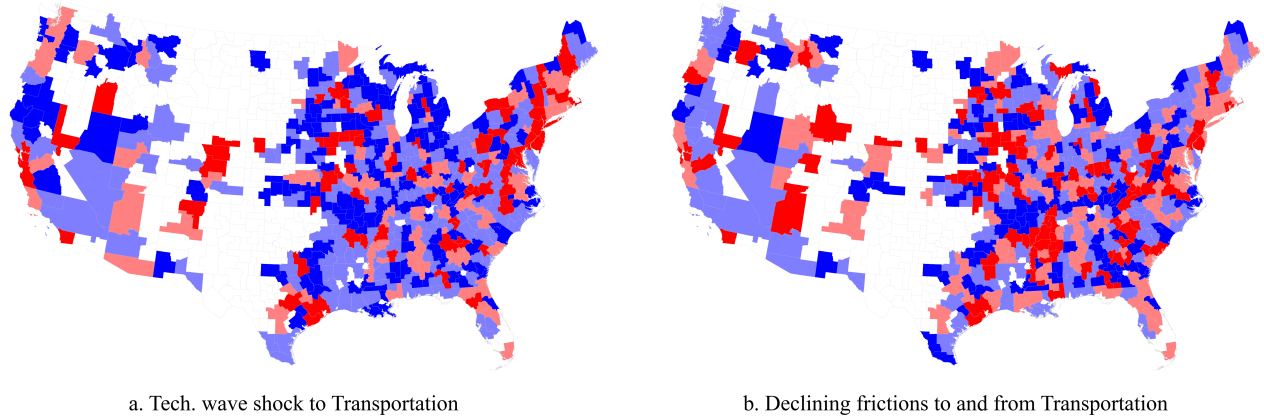 a. Tech. wave shock to Transportation
b. Declining frictions to and from Transportation